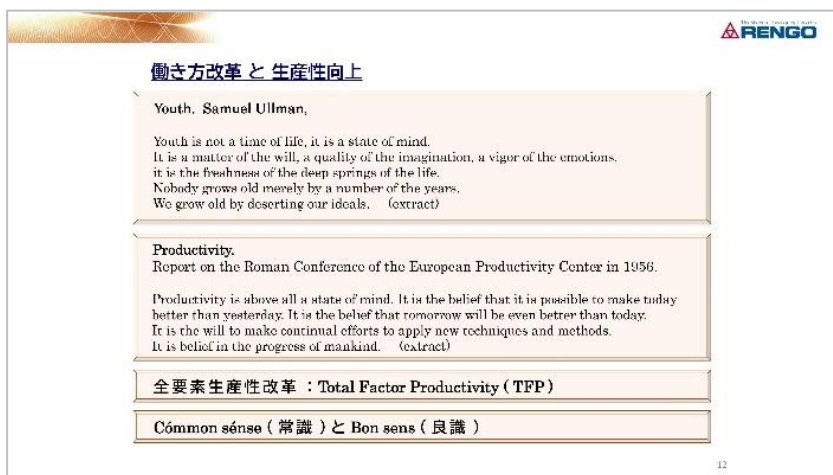 RENGO
働き方改革 と 生産性向上
Youth. Samuel Ullman,
Youth is not a time of life, it is a state of mind.
It is a matter of the will, a quality of the imagination, a vigor of the emotions.
it is the freshness of the deep springs of the life.
Nobody grows old merely by a number of the years.
We grow old by deserting our ideals. (extract)
Productivity.
Report on the Roman Conference of the European Productivity Center in 1956.
Productivity is above all a state of mind. It is the belief that it is possible to make today
better than yesterday. It is the belief that tomorrow will be even better than today.
It is the will to make continual efforts to apply new techniques and methods.
It is belief in the progress of mankind. (extract)
全要素生産性改革 : Total Factor Productivity ( TFP )
Cómmon sénse ( 常識 ) と Bon sens ( 良識 )
12